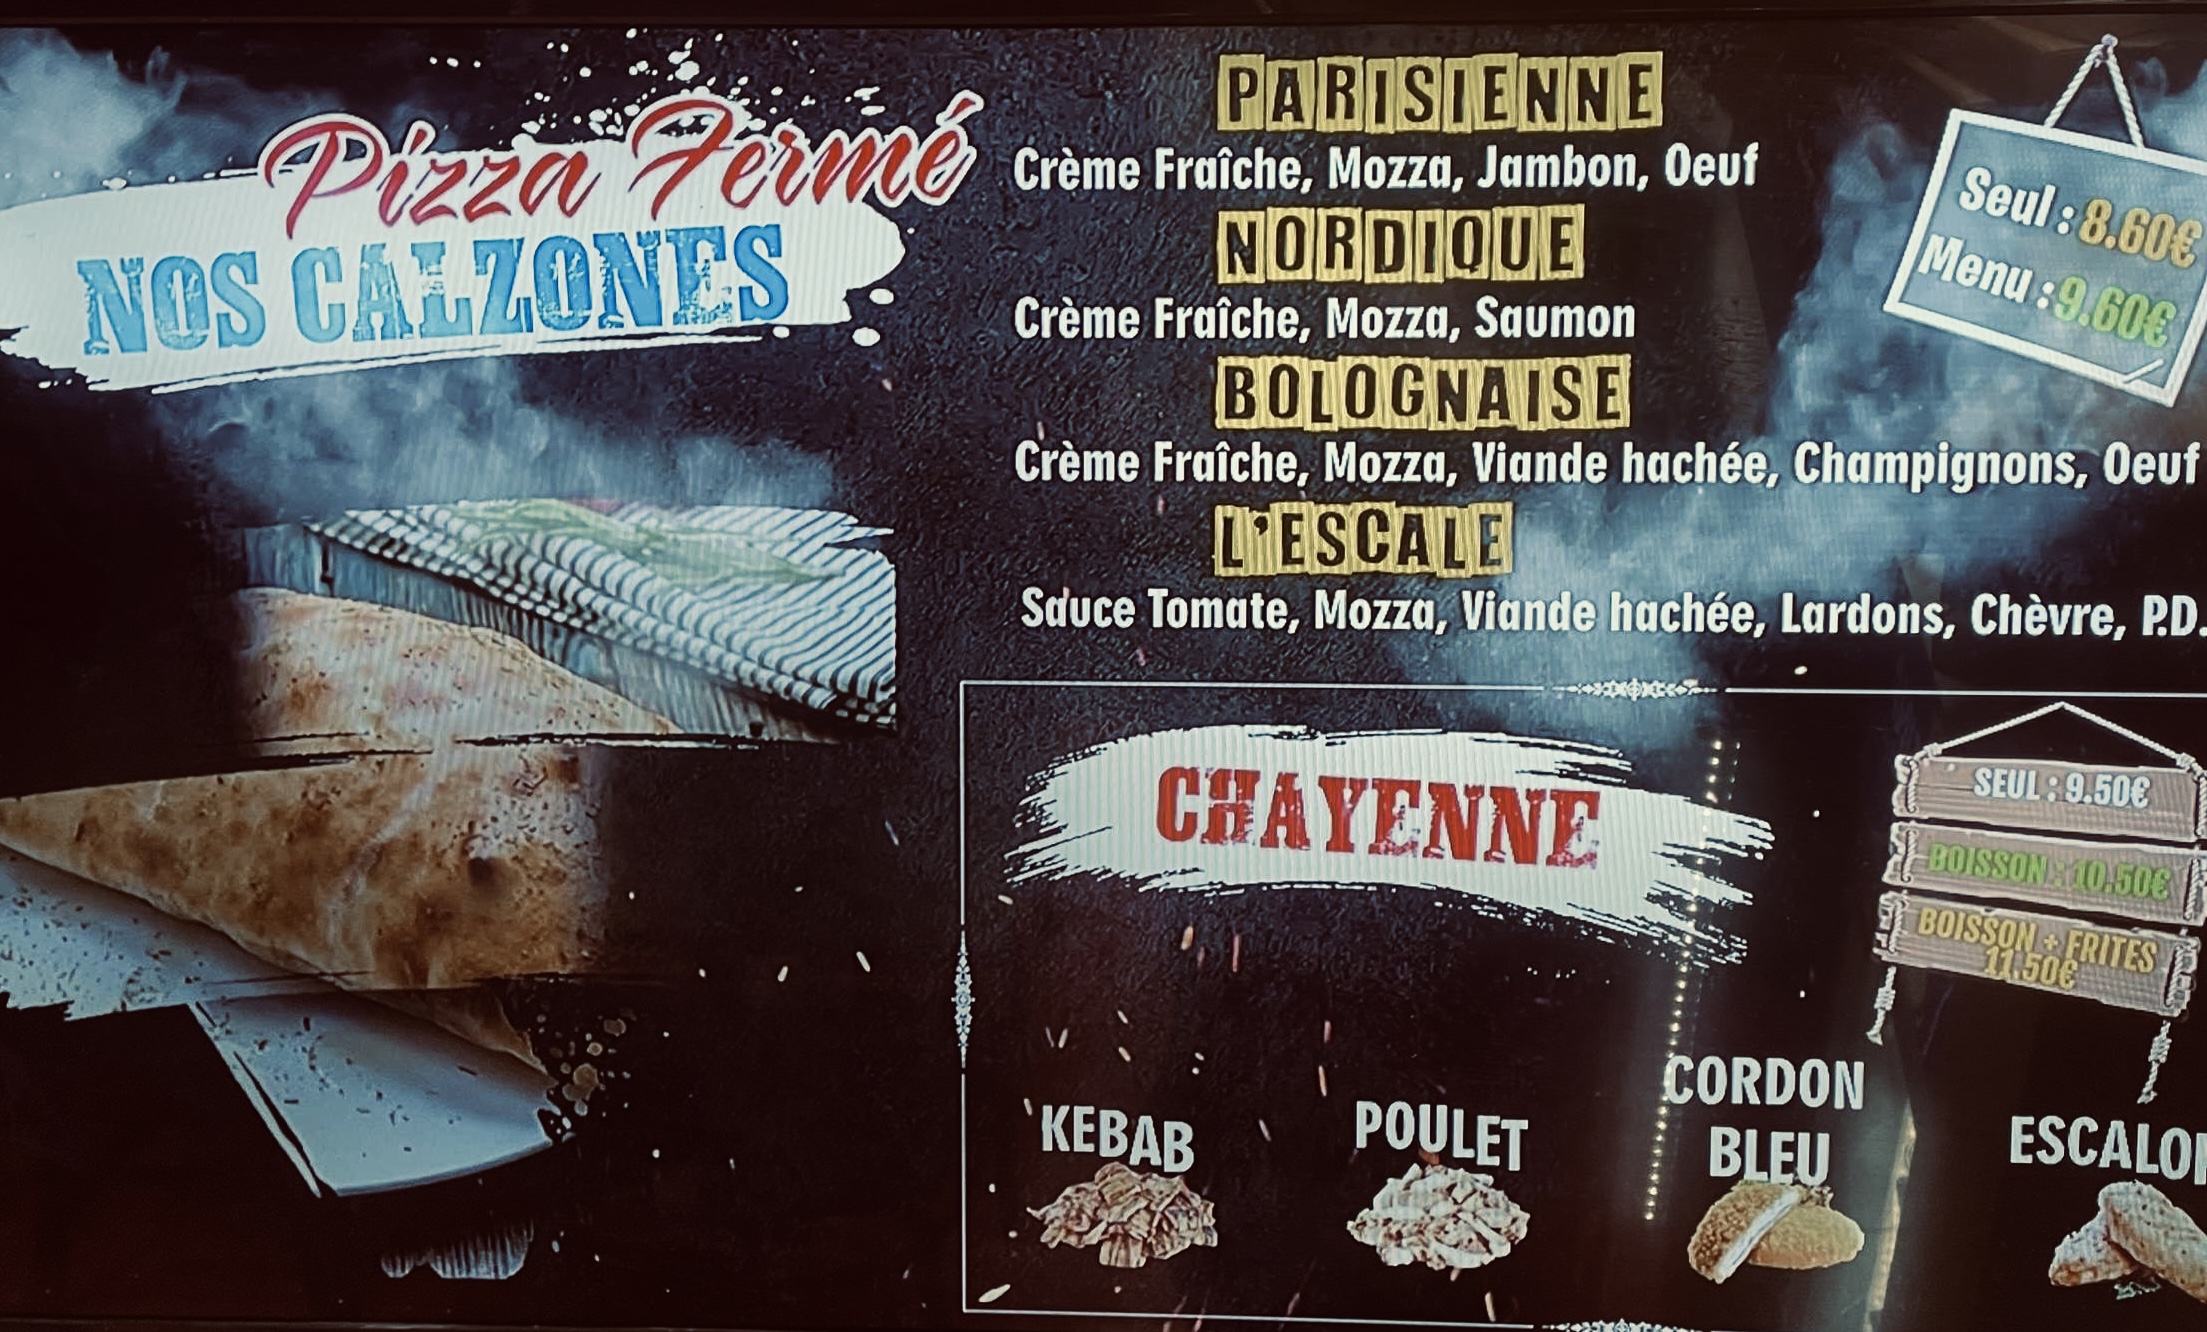 Pizza Fermé
NOS CALZONES
PARISIENNE
Crème Fraîche, Mozza, Jambon, Oeuf
NORDIQUE
Crème Fraîche, Mozza, Saumon
BOLOGNAISE
Crème Fraîche, Mozza, Viande hachée, Champignons, Oeuf
L'ESCALE
Sauce Tomate, Mozza, Viande hachée, Lardons, Chèvre, P.D.
Seul : 8.60€
Menu : 9.60€
CHAYENNE
SEUL : 9.50€
BOISSON : 10.50€
BOISSON + FRITES
11.50€
KEBAB
POULET
CORDON
BLEU